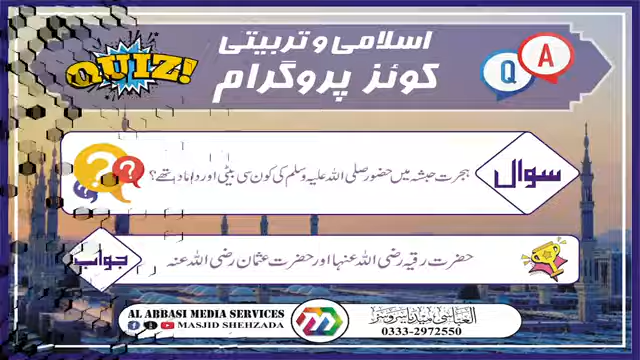 اسلامی و تربیتی
کوئز پروگرام
QUIZ!
Q A
سوال
ہجرت حبشہ میں حضور صلی اللہ علیہ وسلم کی کون سی بیٹی اور داماد تھے؟
جواب
حضرت رقیہ رضی اللہ عنہا اور حضرت عثمان رضی اللہ عنہ
AL ABBASI MEDIA SERVICES
MASJID SHEHZADA
العباسی میڈیا سروسز
0333-2972550